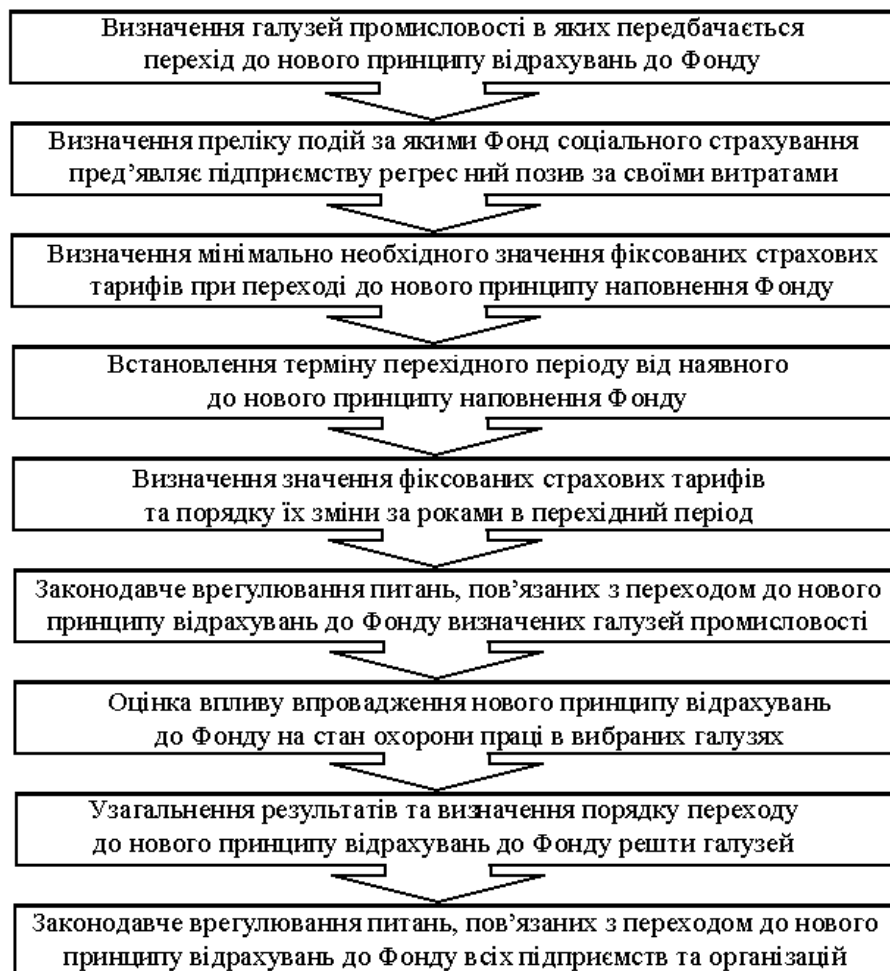 Визначення галузей промисловості в яких передбачається
перехід до нового принципу відрахувань до Фонду
Визначення преліку подій за якими Фонд соціального страхування
пред’являє підприємству регрес ний позив за своїми витратами
Визначення мінімально необхідного значення фіксованих страхових
тарифів при переході до нового принципу наповнення Фонду
Встановлення терміну перехідного періоду від наявного
до нового принципу наповнення Фонду
Визначення значення фіксованих страхових тарифів
та порядку їх зміни за роками в перехідний період
Законодавче врегулювання питань, пов’язаних з переходом до нового
принципу відрахувань до Фонду визначених галузей промисловості
Оцінка впливу впровадження нового принципу відрахувань
до Фонду на стан охорони праці в вибраних галузях
Узагальнення результатів та визначення порядку переходу
до нового принципу відрахувань до Фонду решти галузей
Законодавче врегулювання питань, пов’язаних з переходом до нового
принципу відрахувань до Фонду всіх підприємств та організацій